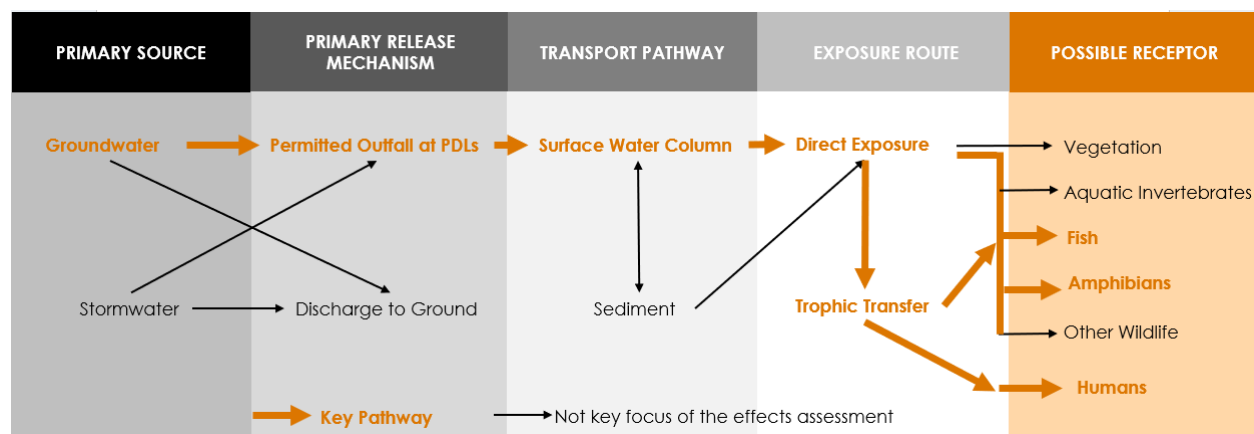 PRIMARY SOURCE
PRIMARY RELEASE
MECHANISM
TRANSPORT PATHWAY
EXPOSURE ROUTE
POSSIBLE RECEPTOR
Groundwater
Permitted Outfall at PDLs
Surface Water Column
Direct Exposure
Vegetation
Aquatic Invertebrates
Fish
Amphibians
Stormwater
Discharge to Ground
Sediment
Trophic Transfer
Other Wildlife
Humans
Key Pathway
Not key focus of the effects assessment